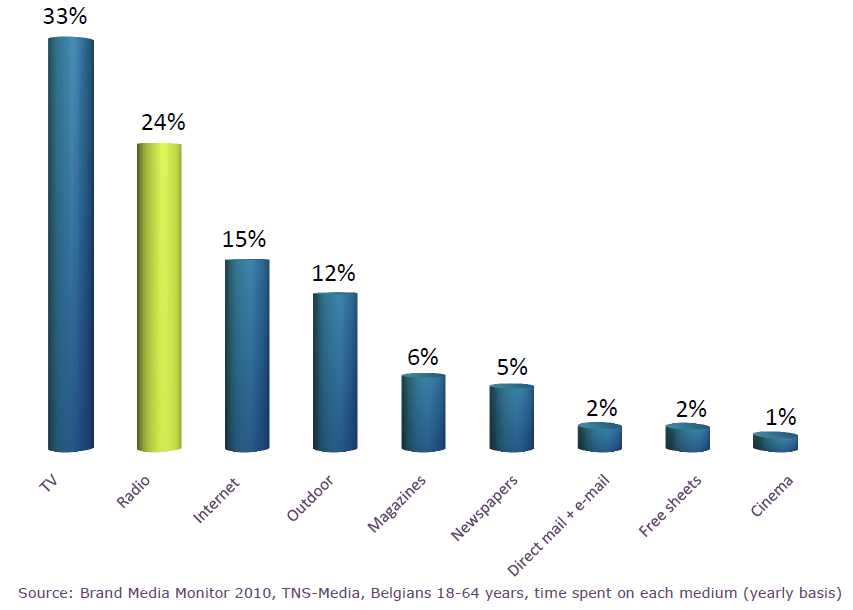 33%
24%
15%
12%
6%
5%
2%
2%
1%
TV
Radio
Internet
Outdoor
Magazines
Newspapers
Direct mail + e-mail
Free sheets
Cinema
Source: Brand Media Monitor 2010, TNS-Media, Belgians 18-64 years, time spent on each medium (yearly basis)